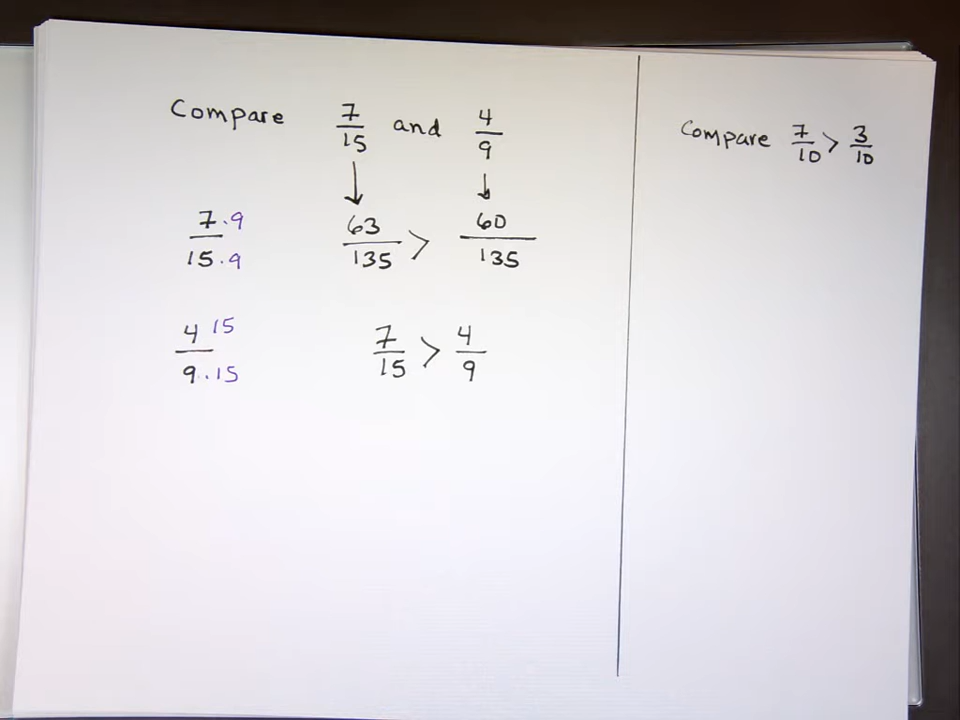 Compare 7/15 and 4/9
7·9/15·9 63/135 > 60/135
4 15/9·15 7/15 > 4/9
Compare 7/10 > 3/10